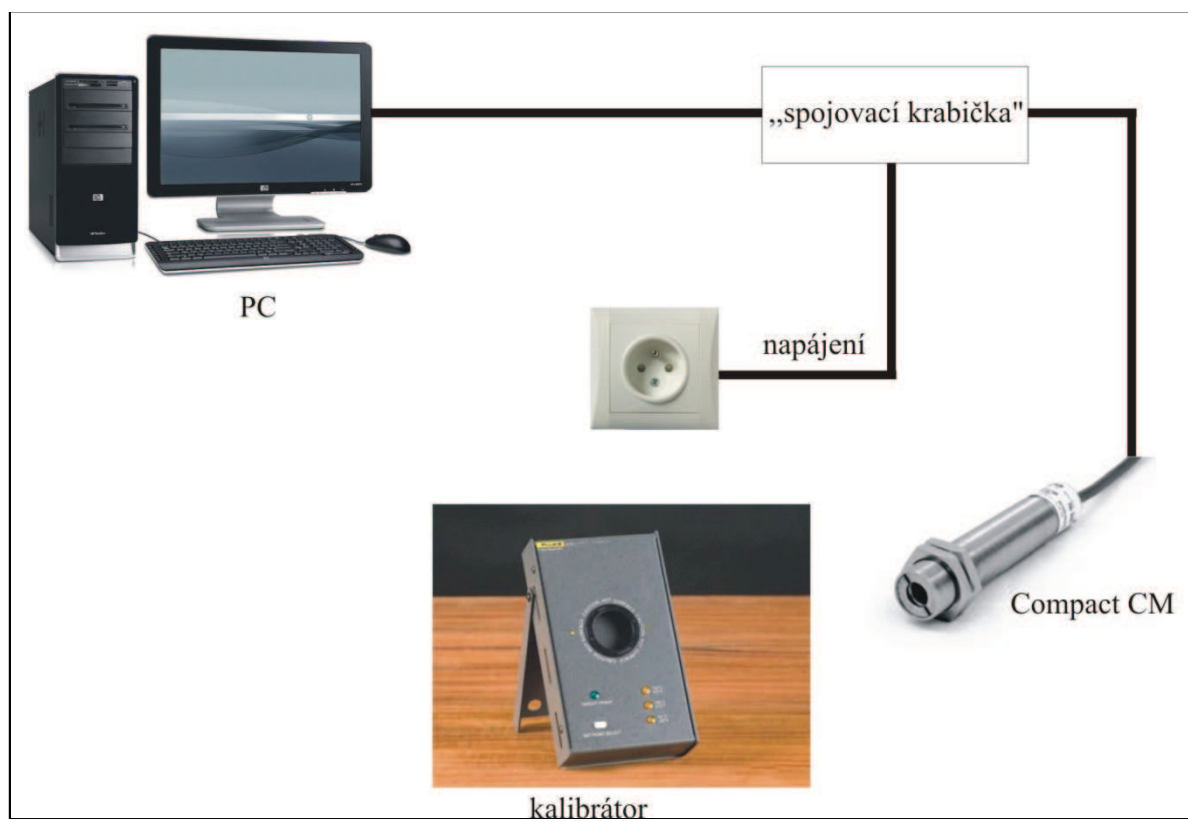 ,,spojovací krabička"
PC
napájení
Compact CM
kalibrátor